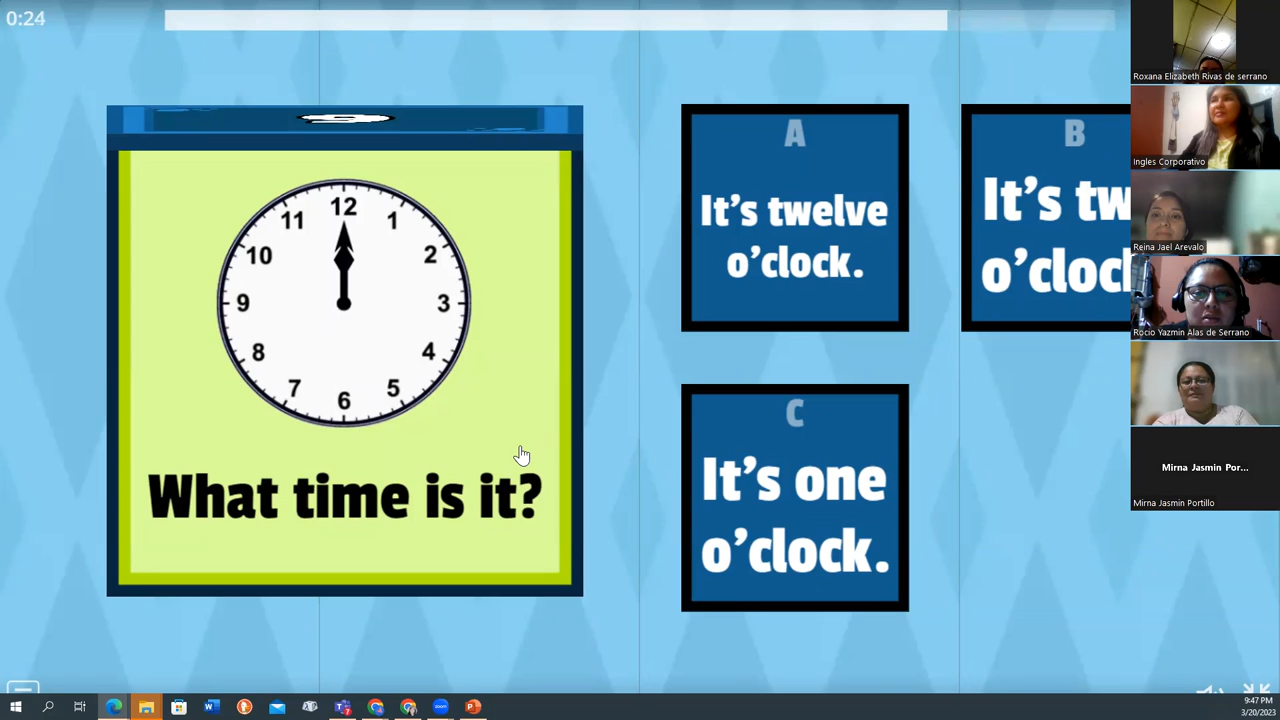 0:24
12
11
1
10
2
9
3
8
4
7
5
6
What time is it?
A
It's twelve
o'clock.
B
It's
C
It's one
o'clock.
Roxana Elizabeth Rivas de serrano
Ingles Corporativo
Reina Jael Arevalo
Rocio Yazmin Alas de Serrano
Mirna Jasmin Por...
Mirna Jasmin Portillo
9:47 PM
3/20/2023